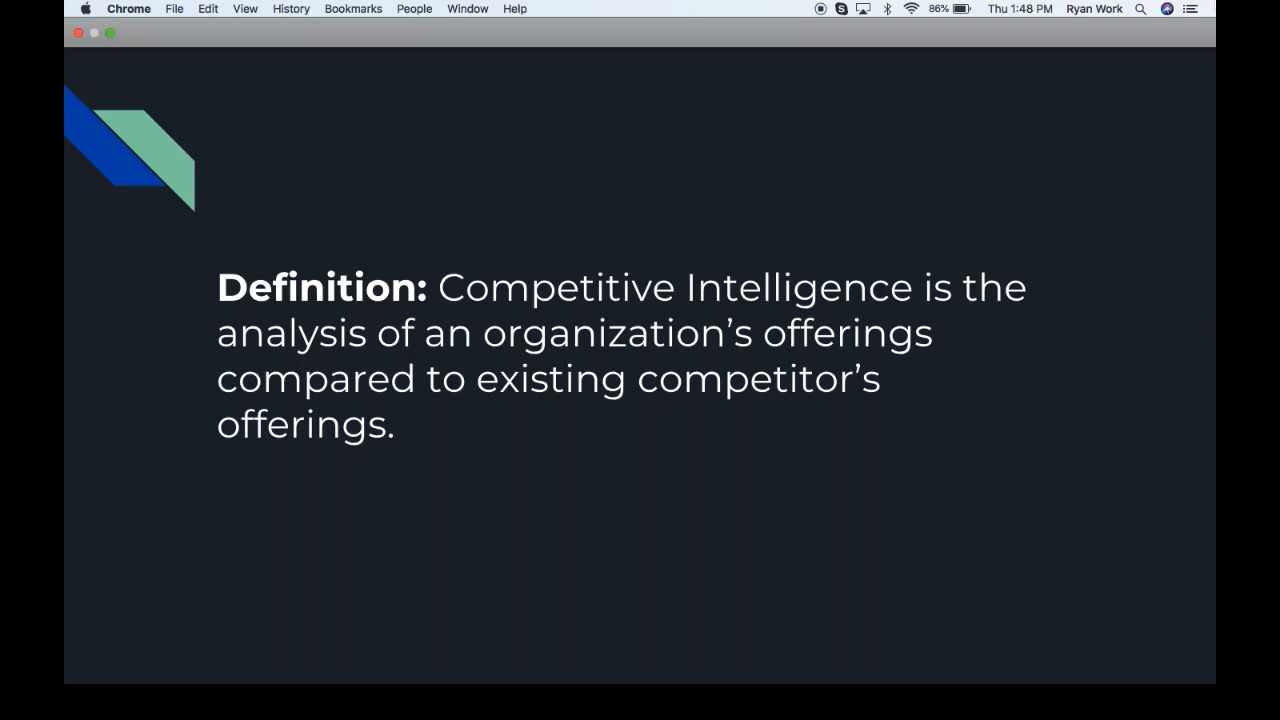 Chrome File Edit View History Bookmarks People Window Help 86% Thu 1:48 PM Ryan Work
Definition: Competitive Intelligence is the
analysis of an organization’s offerings
compared to existing competitor’s
offerings.